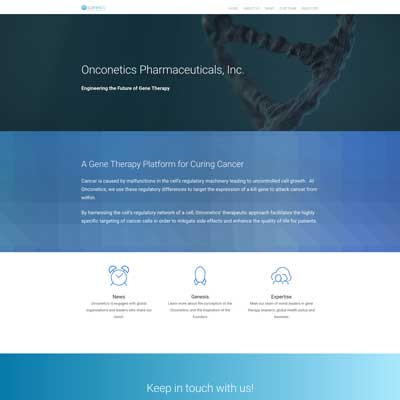 ABOUT US
NEWS
OUR TEAM
Onconetics Pharmaceuticals, Inc.
Engineering the Future of Gene Therapy
A Gene Therapy Platform for Curing Cancer
Cancer is caused by malfunctions in the cell's regulatory machinery leading to uncontrolled cell growth. At
Onconetics, we use these regulatory differences to target the expression of a kill gene to attack cancer from
within.
By harnessing the cell's regulatory network of a cell, Onconetics' therapeutic approach facilitates the highly
specific targeting of cancer cells in order to mitigate side effects and enhance the quality of life for patients.
News
Onconetics is engaged with global
organizations and leaders who share our
vision!
Genesis
Learn more about the conception of the
Onconetics, and the inspiration of the
Founders
Expertise
Meet our team of world leaders in gene
therapy research, global health policy and
business.
Keep in touch with us!